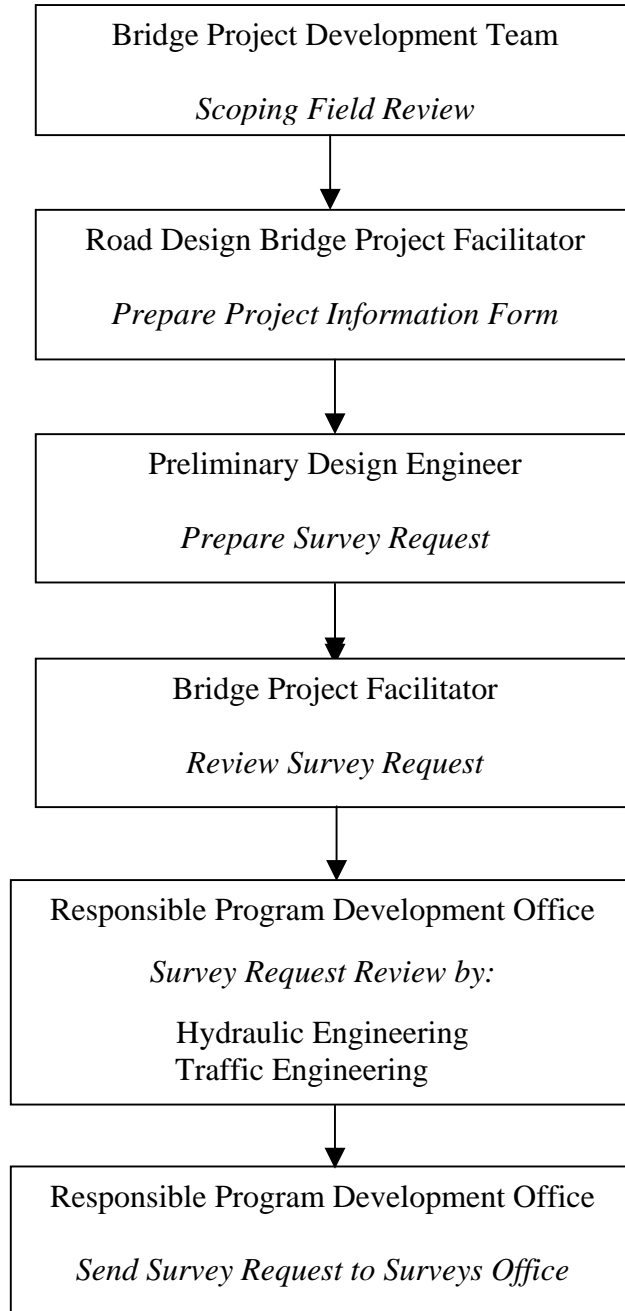 Bridge Project Development Team
Scoping Field Review
Road Design Bridge Project Facilitator
Prepare Project Information Form
Preliminary Design Engineer
Prepare Survey Request
Bridge Project Facilitator
Review Survey Request
Responsible Program Development Office
Survey Request Review by:
Hydraulic Engineering
Traffic Engineering
Responsible Program Development Office
Send Survey Request to Surveys Office